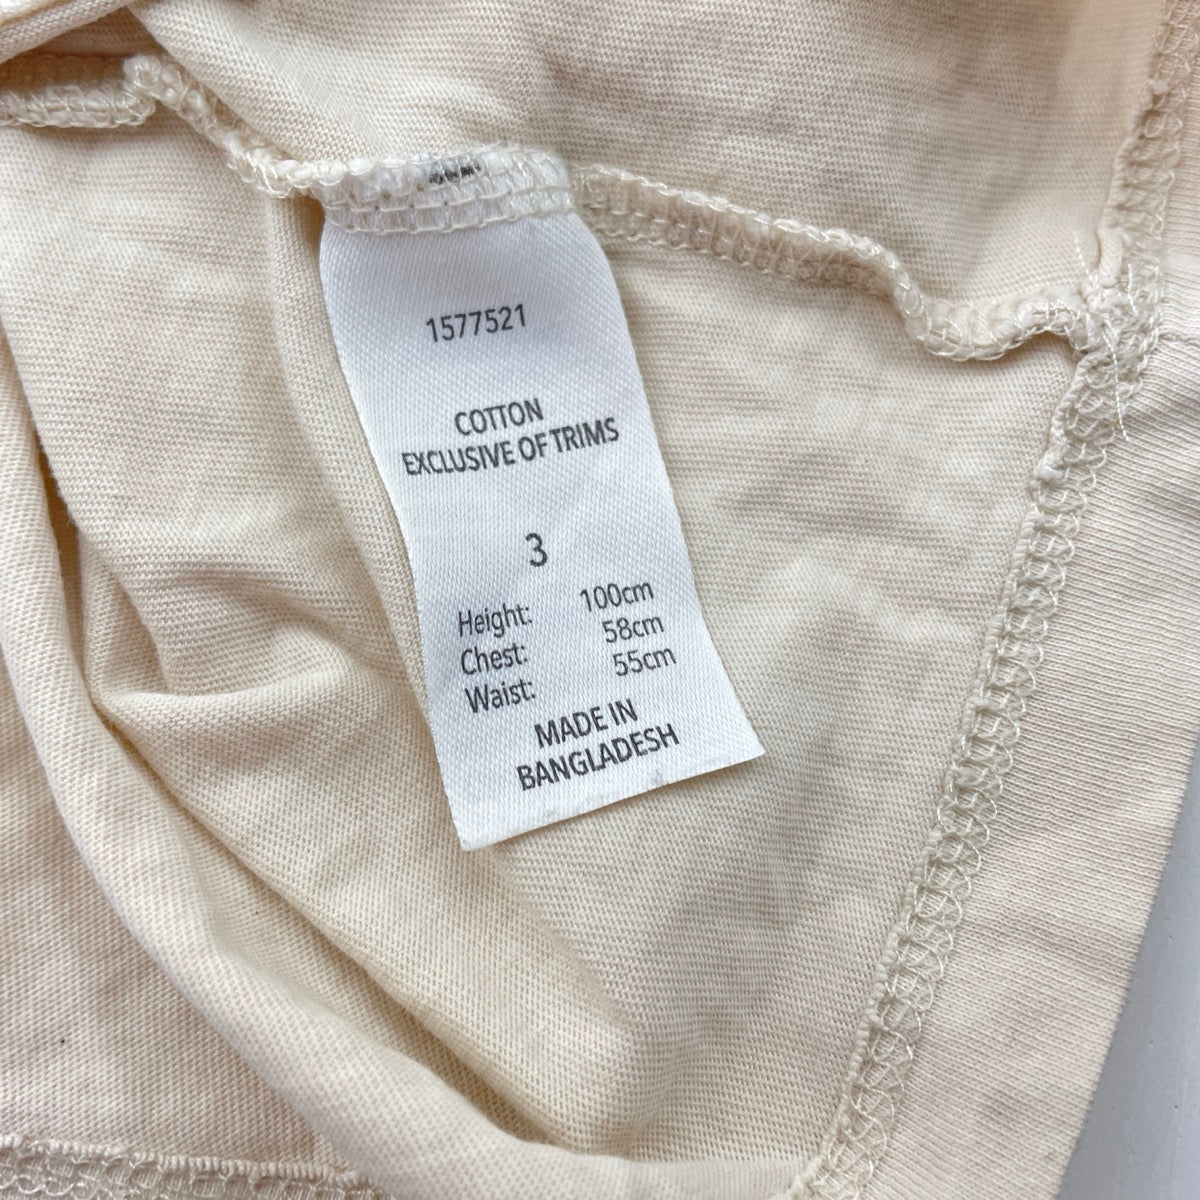 1577521
COTTON
EXCLUSIVE OF TRIMS
3
Height: 100cm
Chest: 58cm
Waist: 55cm
MADE IN
BANGLADESH